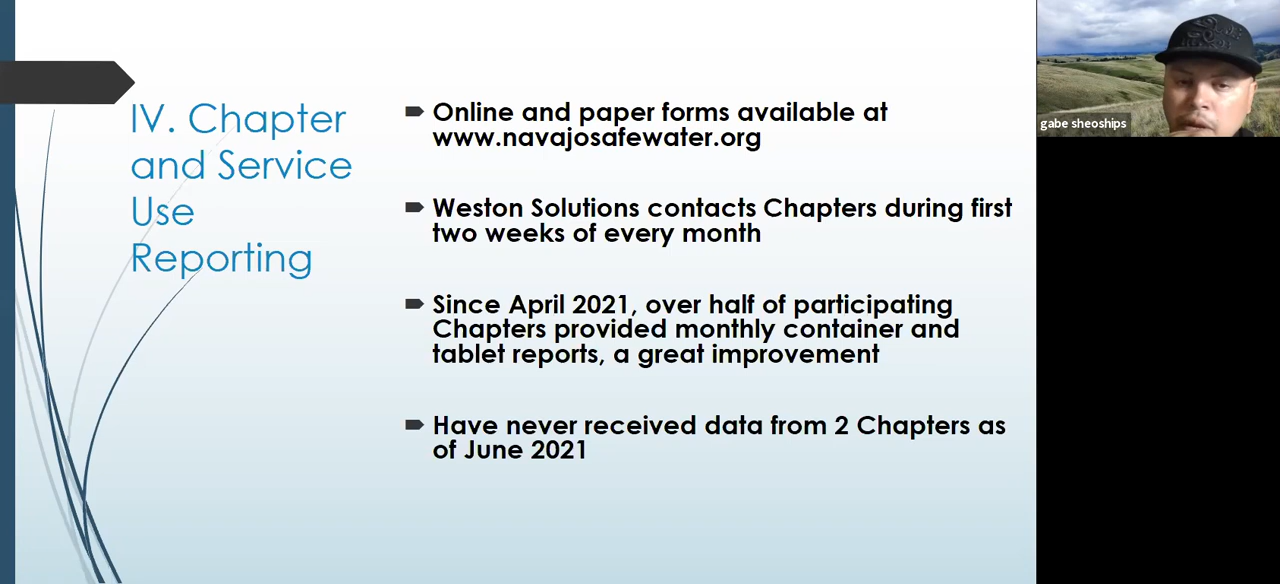 IV. Chapter
and Service
Use
Reporting
Online and paper forms available at
www.navajosafewater.org
Weston Solutions contacts Chapters during first
two weeks of every month
Since April 2021, over half of participating
Chapters provided monthly container and
tablet reports, a great improvement
Have never received data from 2 Chapters as
of June 2021
gabe sheoships